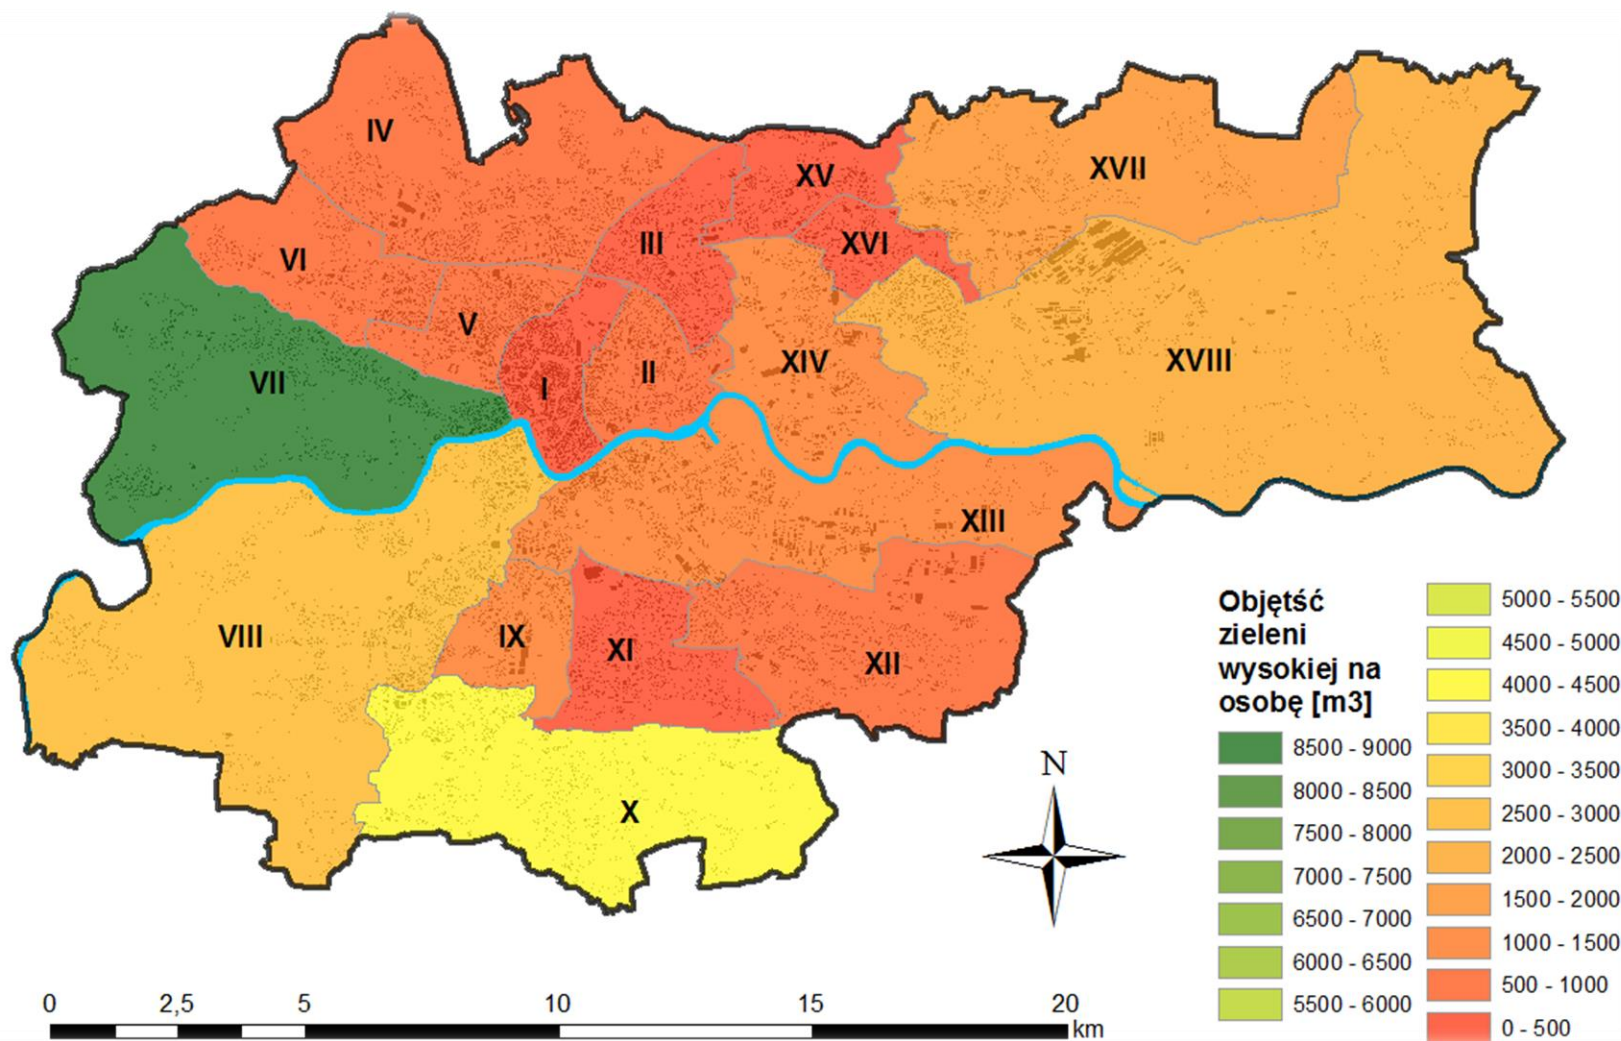 IV
XV
XVII
III
XVI
VI
V
XIV
XVIII
II
VII
I
XIII
VIII
IX
XI
XII
X
Objętść
zieleni
wysokiej na
osobę [m3]
8500 - 9000
8000 - 8500
7500 - 8000
7000 - 7500
6500 - 7000
6000 - 6500
5500 - 6000
5000 - 5500
4500 - 5000
4000 - 4500
3500 - 4000
3000 - 3500
2500 - 3000
2000 - 2500
1500 - 2000
1000 - 1500
500 - 1000
0 - 500
N
0 2,5 5 10 15 20
km